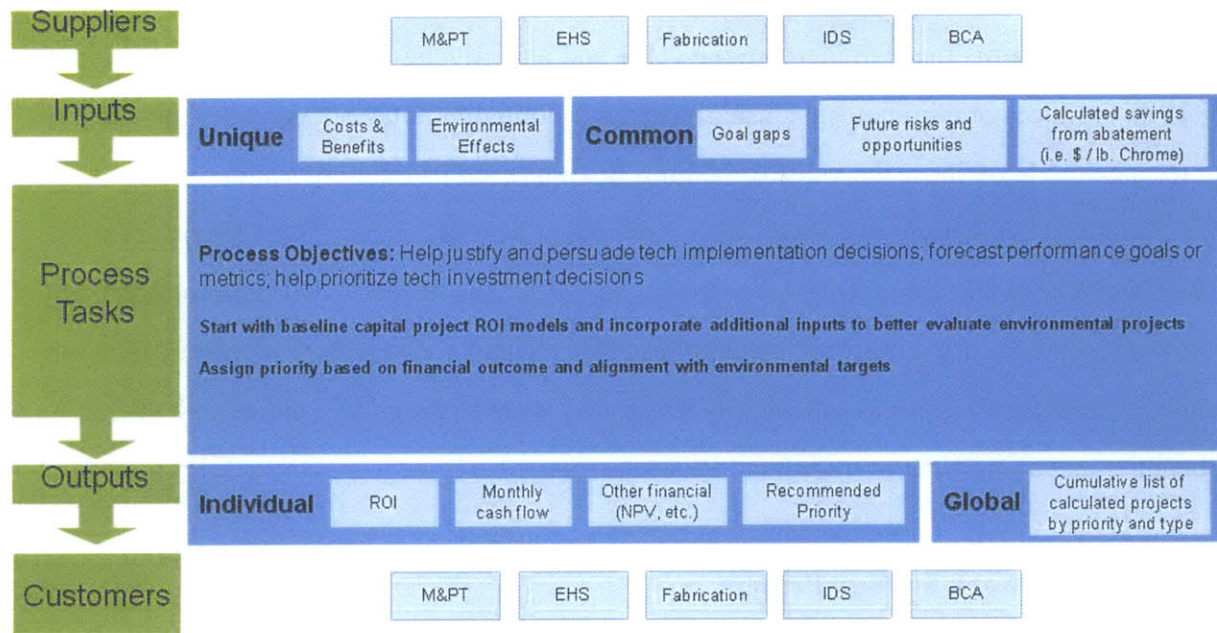 Suppliers
M&PT
EHS
Fabrication
IDS
BCA
Inputs
Unique
Costs &
Benefits
Environmental
Effects
Common
Goal gaps
Future risks and
opportunities
Calculated savings
from abatement
(i.e. $ / lb. Chrome)
Process
Tasks
Process Objectives: Help justify and persuade tech implementation decisions; forecast performance goals or
metrics; help prioritize tech investment decisions
Start with baseline capital project ROI models and incorporate additional inputs to better evaluate environmental projects
Assign priority based on financial outcome and alignment with environmental targets
Outputs
Individual
ROI
Monthly
cash flow
Other financial
(NPV, etc.)
Recommended
Priority
Global
Cumulative list of
calculated projects
by priority and type
Customers
M&PT
EHS
Fabrication
IDS
BCA